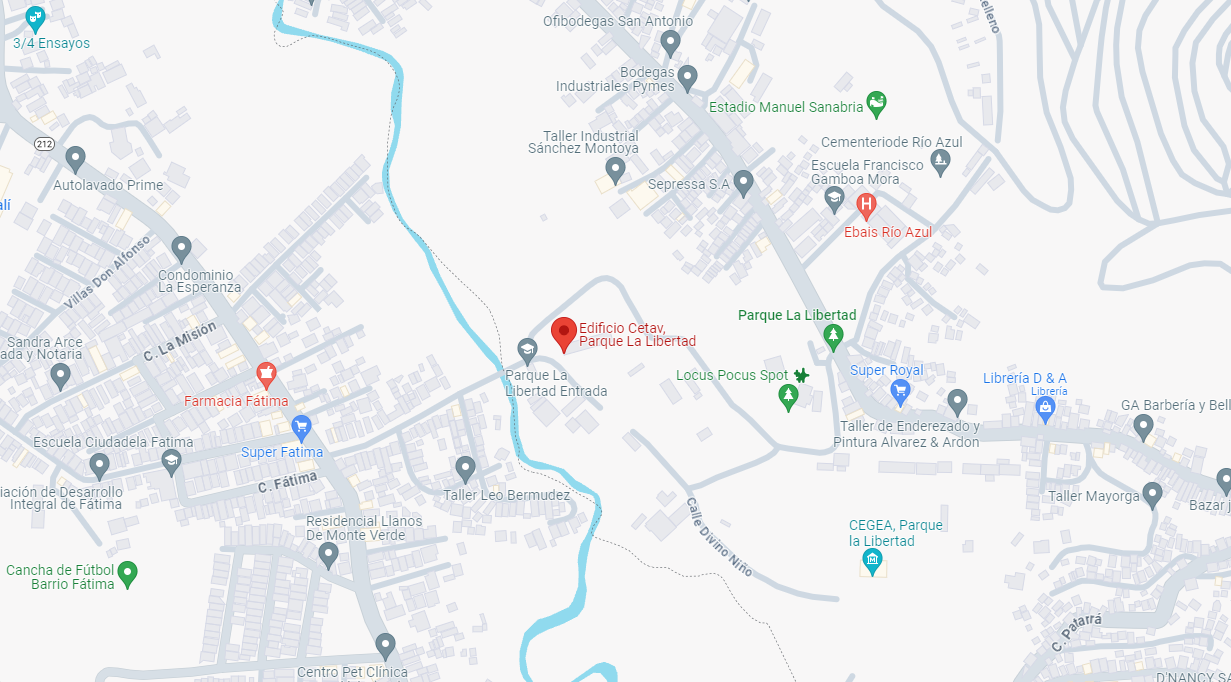 Ofibodegas San Antonio
3/4 Ensayos
Bodegas
Industriales Pymes
Estadio Manuel Sanabria
212
Taller Industrial
Sánchez Montoya
Cementeriode Río Azul
Escuela Francisco
Gamboa Mora
Autolavado Prime
Sepressa S.A
Ebais Río Azul
Villas Don Alfonso
Condominio
La Esperanza
C. La Misión
Parque La Libertad
Edificio Cetav,
Parque La Libertad
Sandra Arce
ada y Notaria
Parque La
Libertad Entrada
Locus Pocus Spot
Super Royal
Librería D & A
Librería
Farmacia Fátima
GA Barbería y Bell
Taller de Enderezado y
Pintura Alvarez & Ardon
Escuela Ciudadela Fatima
Super Fatima
C. Fátima
iación de Desarrollo
Integral de Fátima
Taller Leo Bermudez
Taller Mayorga
Bazar j
Residencial Llanos
De Monte Verde
Calle Divino Niño
CEGEA, Parque
la Libertad
Cancha de Fútbol
Barrio Fátima
C. Patarrá
Centro Pet Clínica
D'NANCY SA